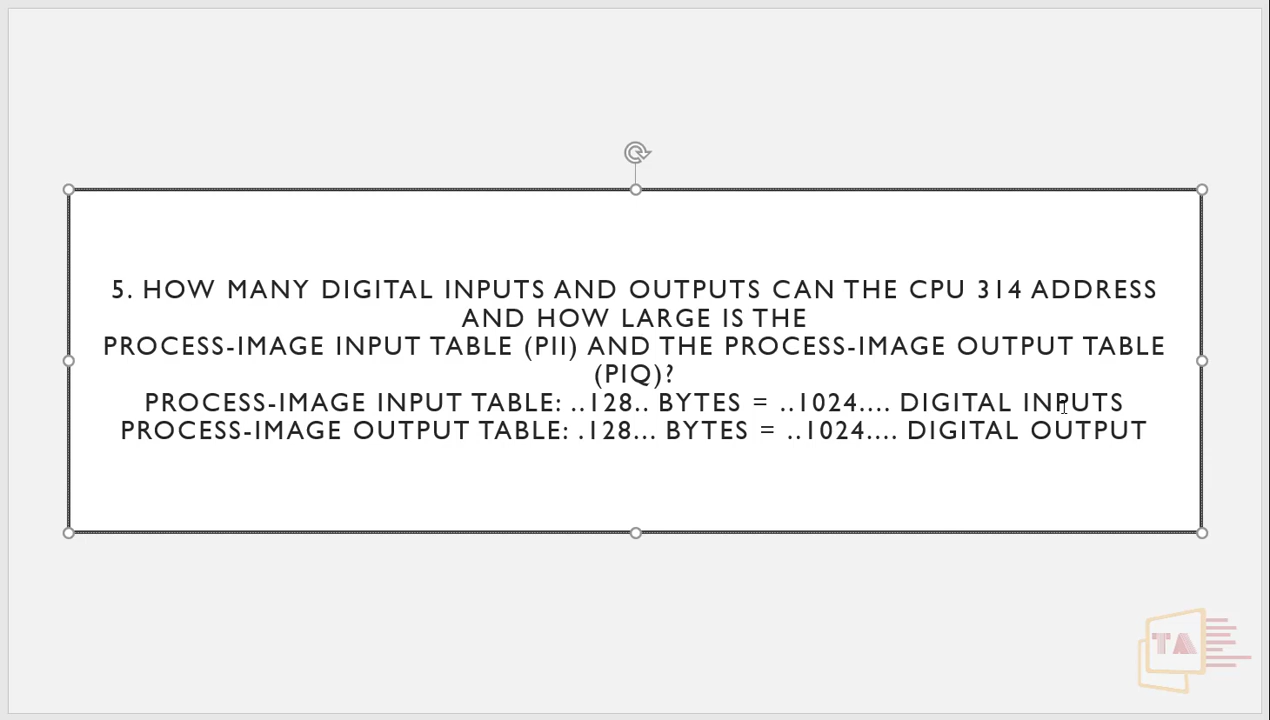 5. HOW MANY DIGITAL INPUTS AND OUTPUTS CAN THE CPU 314 ADDRESS
AND HOW LARGE IS THE
PROCESS-IMAGE INPUT TABLE (PII) AND THE PROCESS-IMAGE OUTPUT TABLE
(PIQ)?
PROCESS-IMAGE INPUT TABLE: ..128.. BYTES = ..1024.... DIGITAL INPUTS
PROCESS-IMAGE OUTPUT TABLE: .128... BYTES = ..1024.... DIGITAL OUTPUT
TA